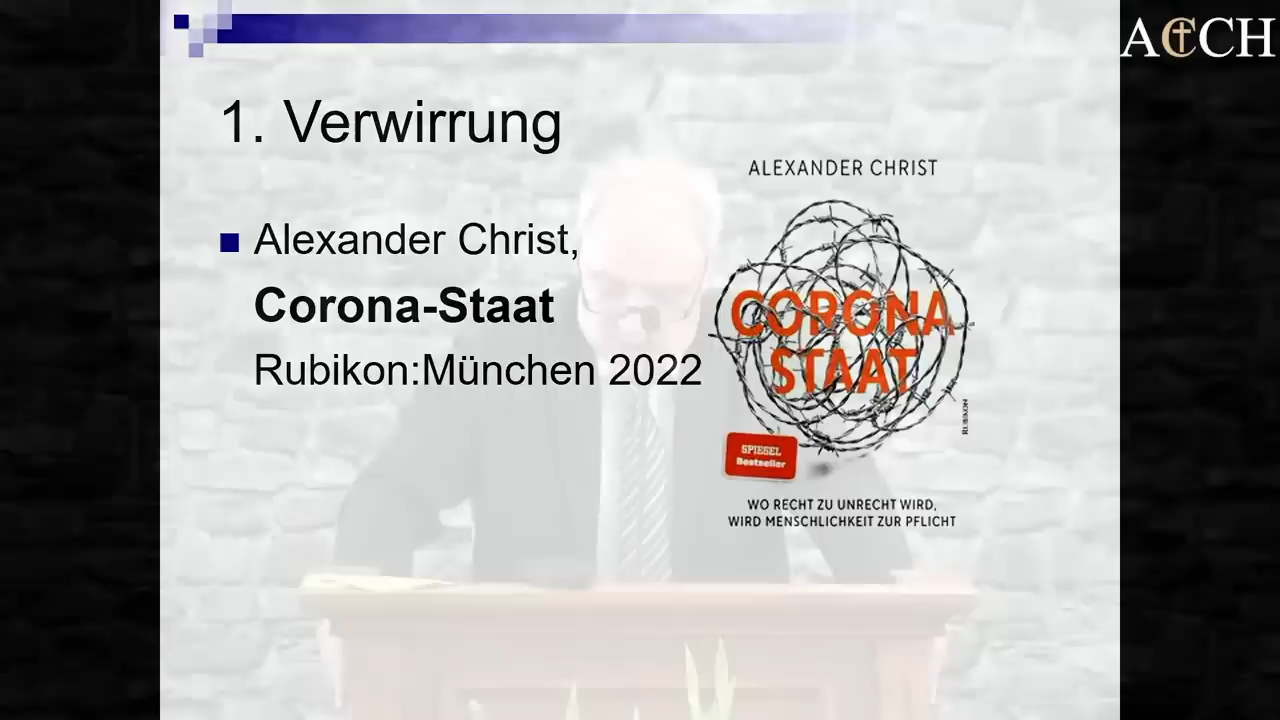 ACCH
1. Verwirrung
Alexander Christ,
Corona-Staat
Rubikon:München 2022
ALEXANDER CHRIST
CORONA
STAAT
RUBIKON
SPIEGEL
Bestseller
WO RECHT ZU UNRECHT WIRD,
WIRD MENSCHLICHKEIT ZUR PFLICHT